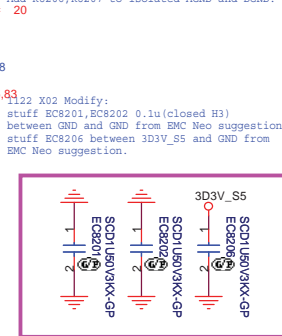 Add R8206,R8207 to isolated AGND and DGND.
20
8
,83
1122 X02 Modify:
stuff EC8201,EC8202 0.1u(closed H3)
between GND and GND from EMC Neo suggestion
stuff EC8206 between 3D3V_S5 and GND from
EMC Neo suggestion.
3D3V_S5
1
2
EC8201
SCD1U50V3KX-GP
1
2
EC8202
SCD1U50V3KX-GP
1
2
EC8206
SCD1U50V3KX-GP